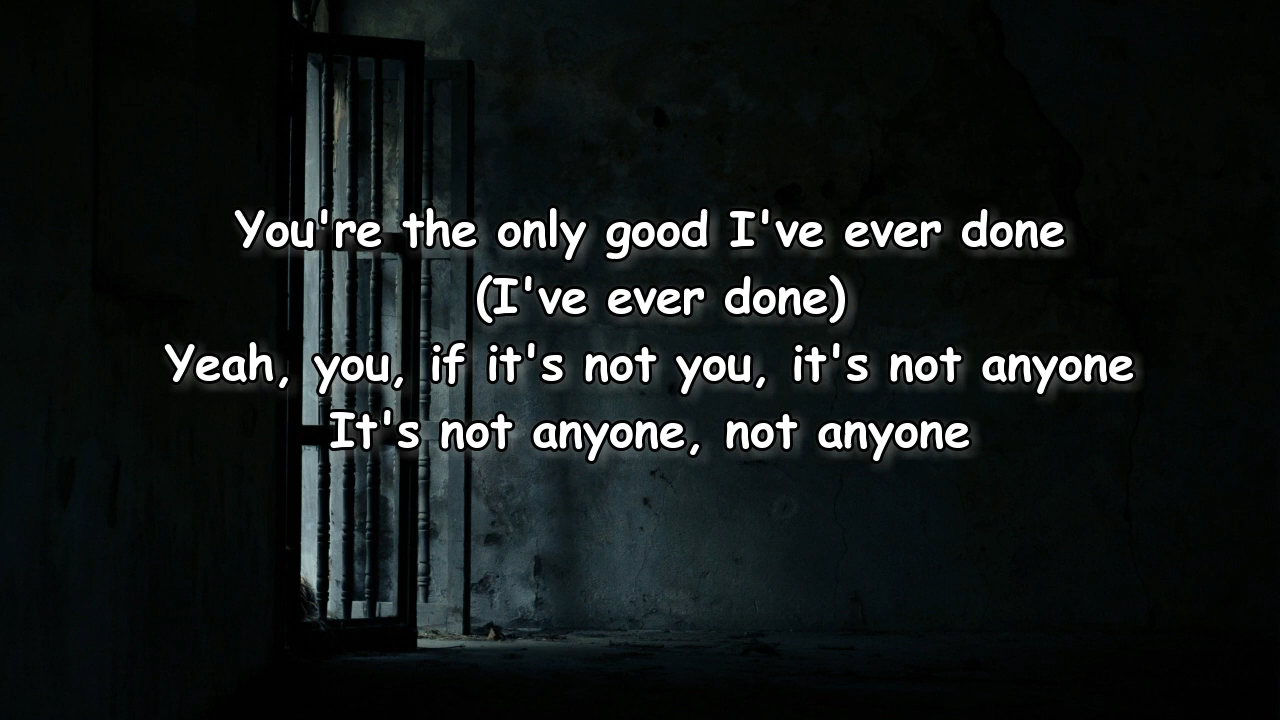 You're the only good I've ever done
(I've ever done)
Yeah, you, if it's not you, it's not anyone
It's not anyone, not anyone